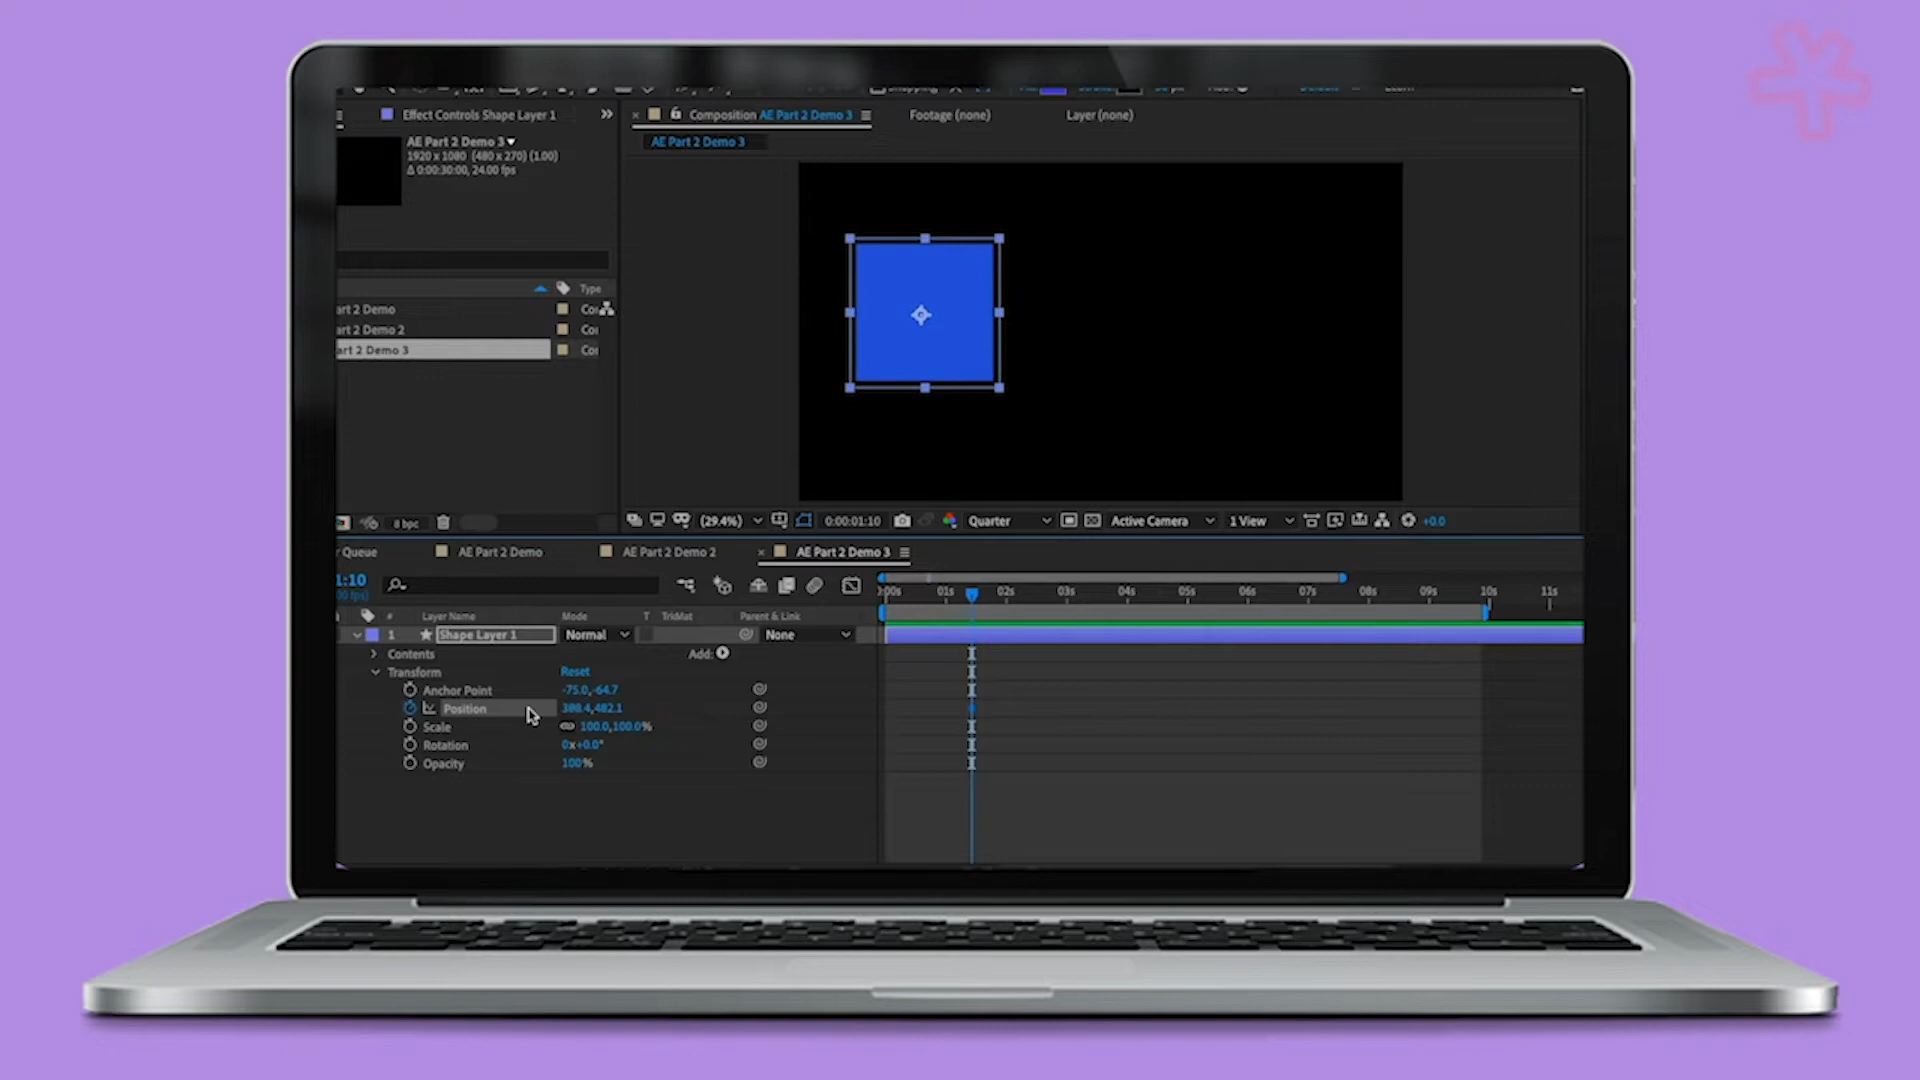 Effect Controls Shape Layer 1
AE Part 2 Demo 3
1920 x 1080 (480 x 270) (1.00)
Δ 0:00:30:00, 24.00 fps
Type
art 2 Demo
art 2 Demo 2
art 2 Demo 3
8 bpc
Composition AE Part 2 Demo 3
Footage (none)
Layer (none)
AE Part 2 Demo 3
(29.4%)
0:00:01:10
Quarter
Active Camera
1 View
+0.0
r Queue
AE Part 2 Demo
AE Part 2 Demo 2
AE Part 2 Demo 3
1:10
:00s 01s 02s 03s 04s 05s 06s 07s 08s 09s 10s 11s
# Layer Name Mode T TrkMat Parent & Link
1 Shape Layer 1 Normal None
Contents Add:
Transform Reset
Anchor Point -75.0,-64.7
Position
Scale 100.0,100.0%
Rotation 0x+0.0°
Opacity 100%